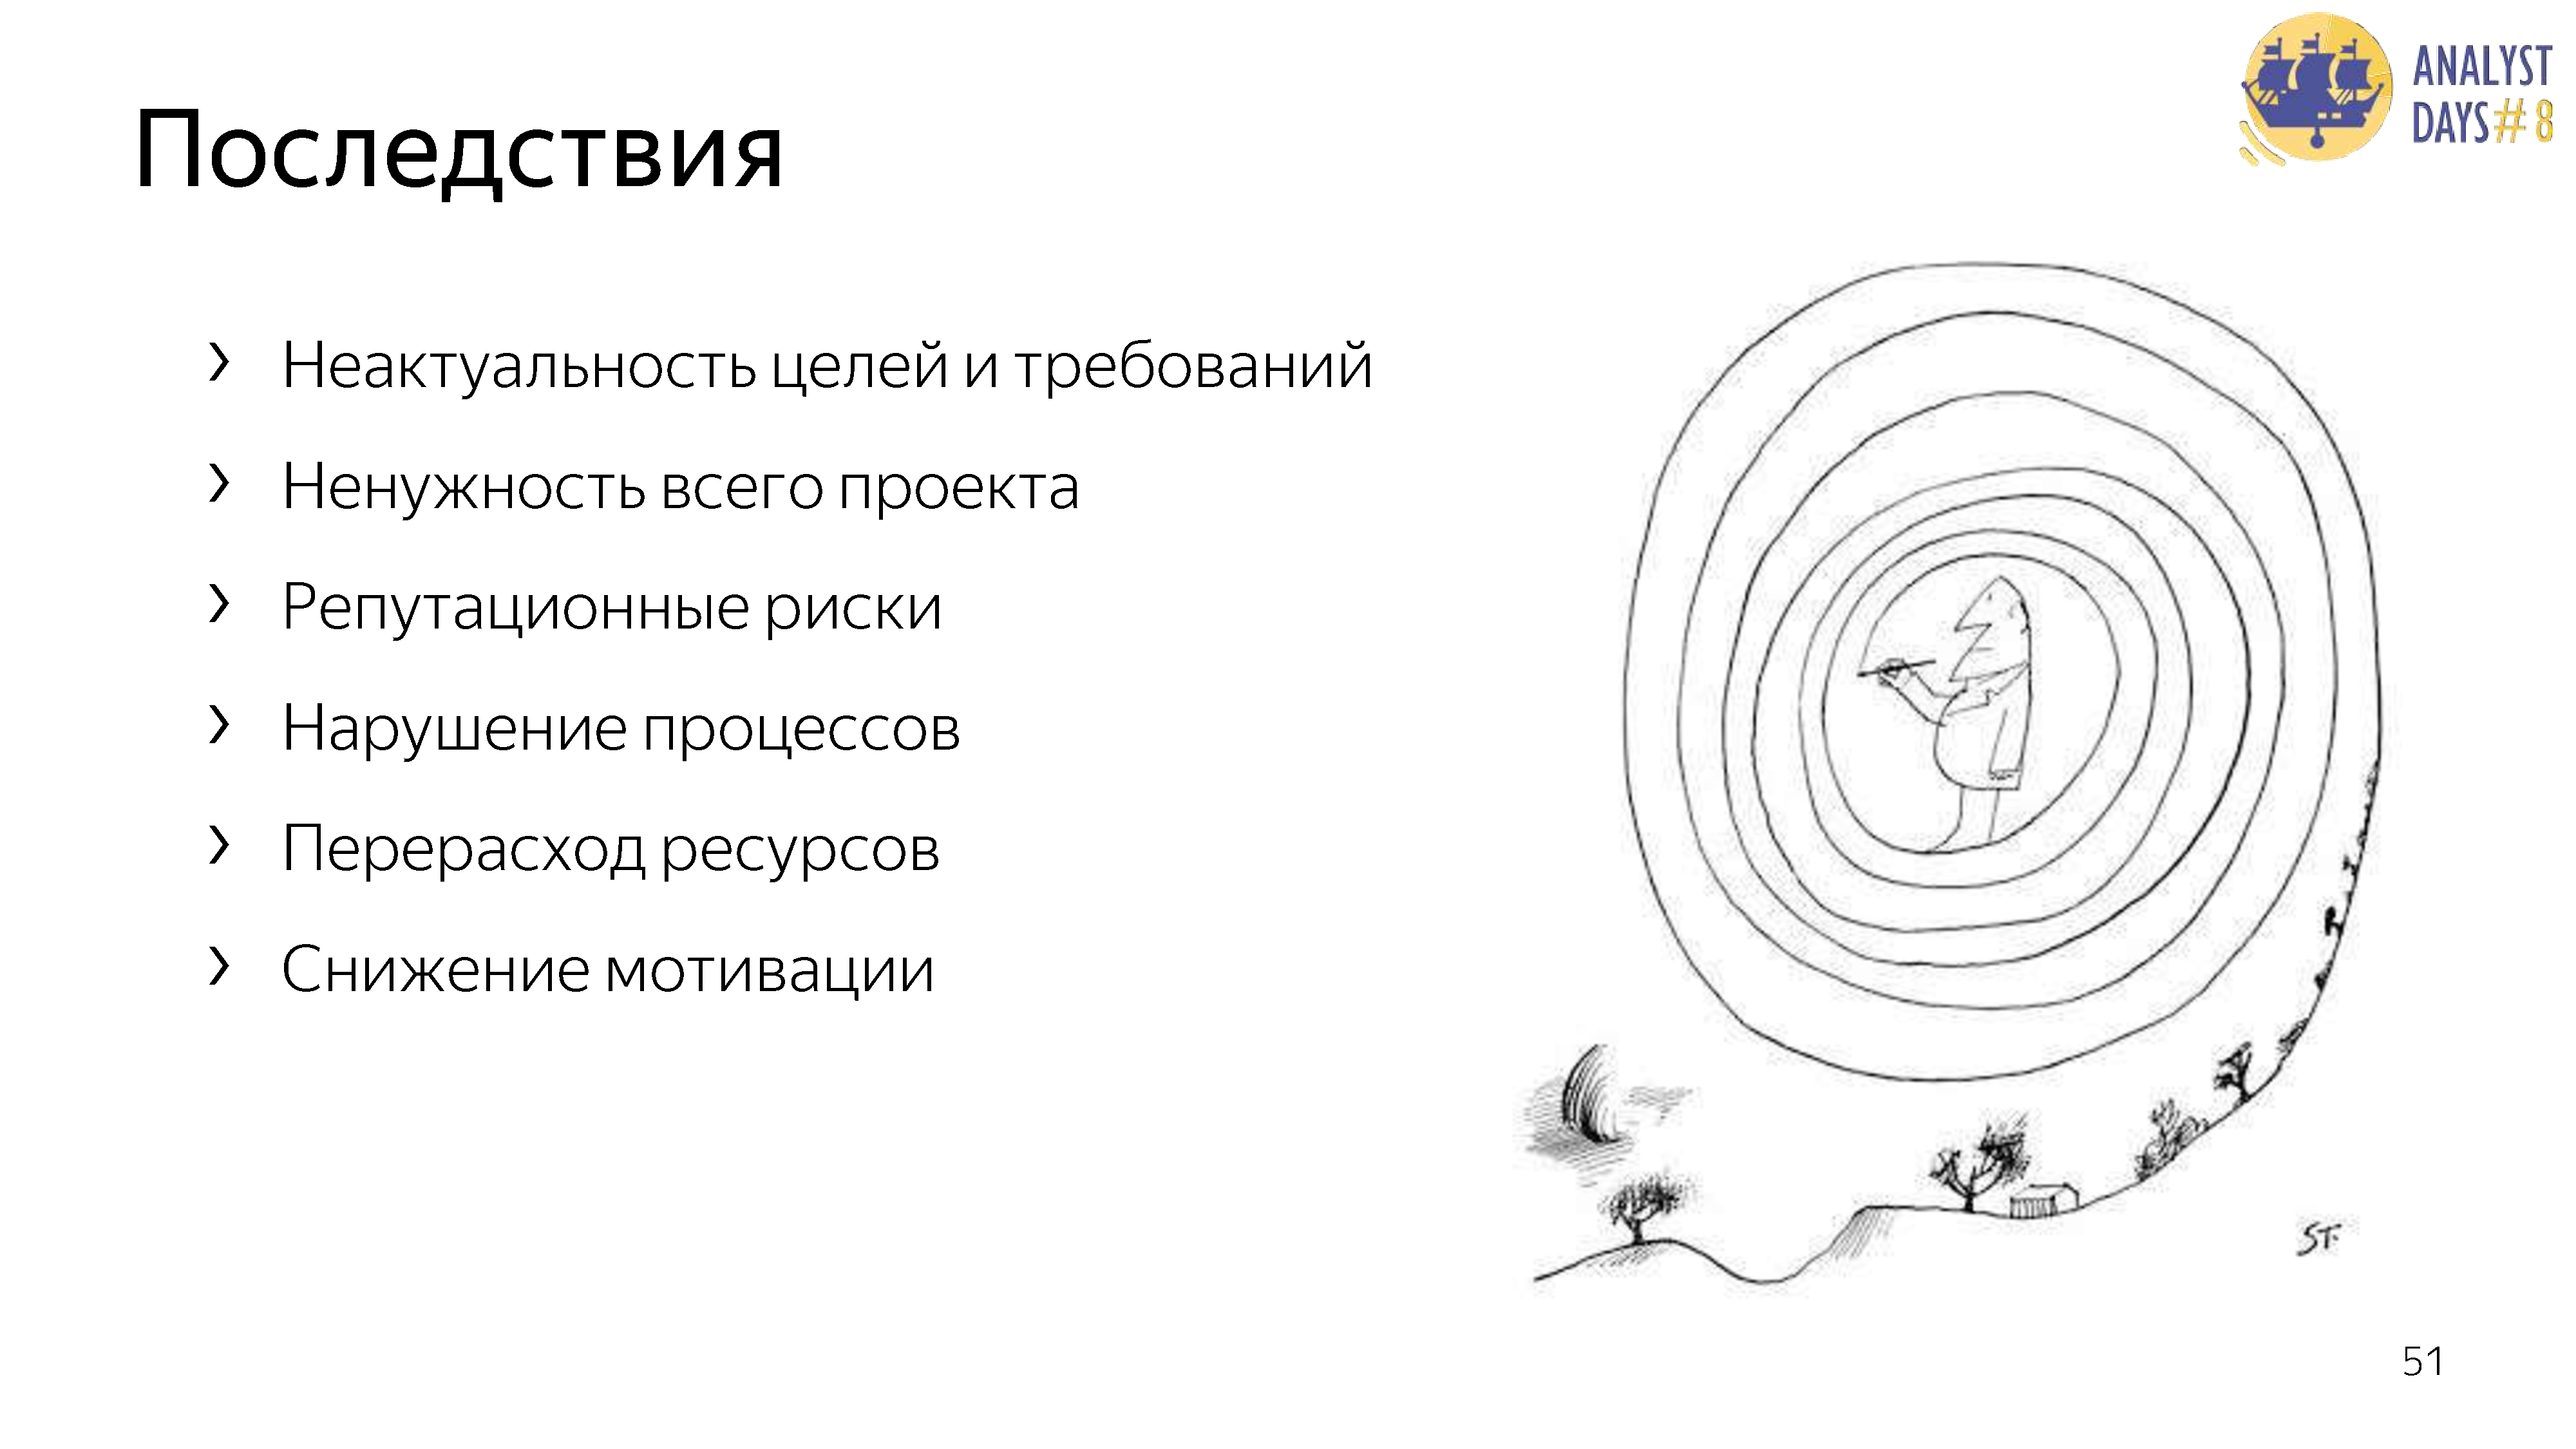 ANALYST
DAYS#8
Последствия
› Неактуальность целей и требований
› Ненужность всего проекта
› Репутационные риски
› Нарушение процессов
› Перерасход ресурсов
› Снижение мотивации
ST.
51